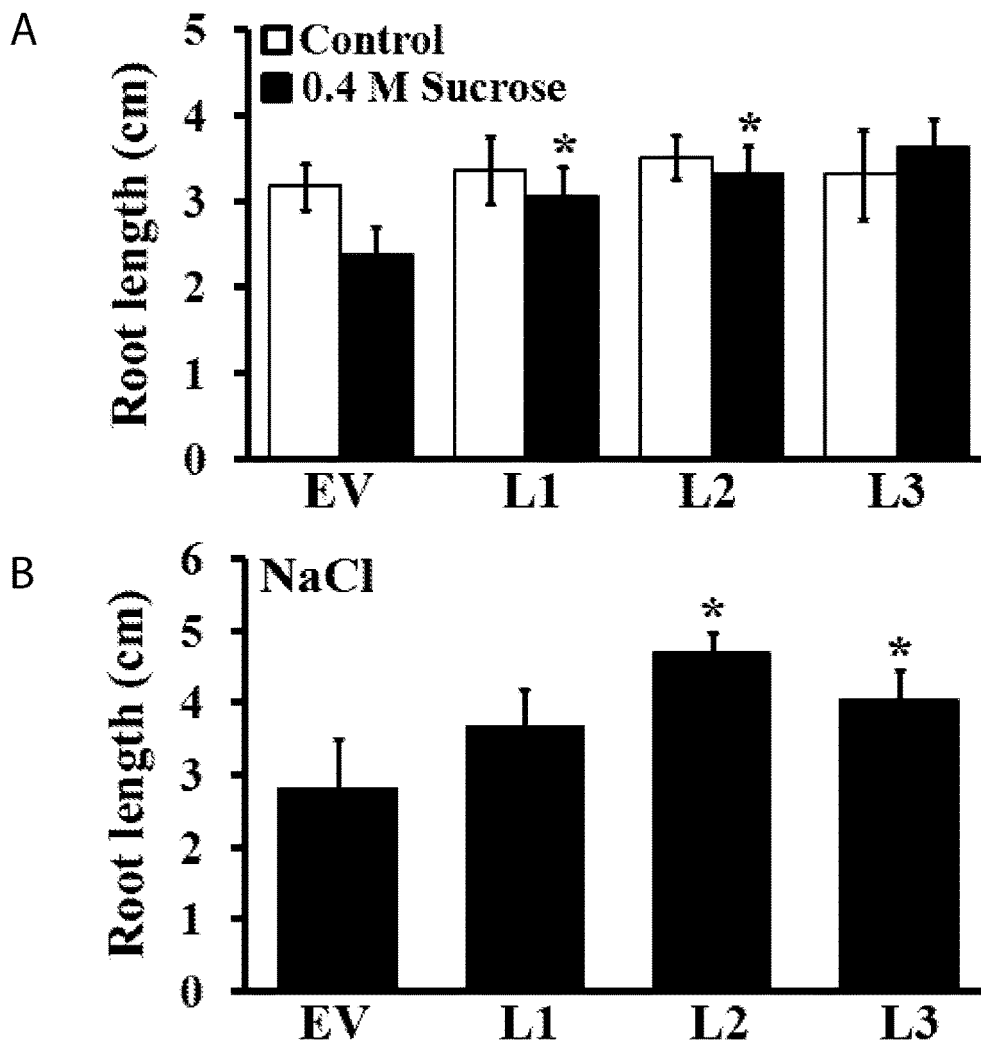 A
Root length (cm)
5
4
3
2
1
0
Control
0.4 M Sucrose
* *
EV L1 L2 L3
B
Root length (cm)
6
5
4
3
2
1
0
NaCl
* *
EV L1 L2 L3